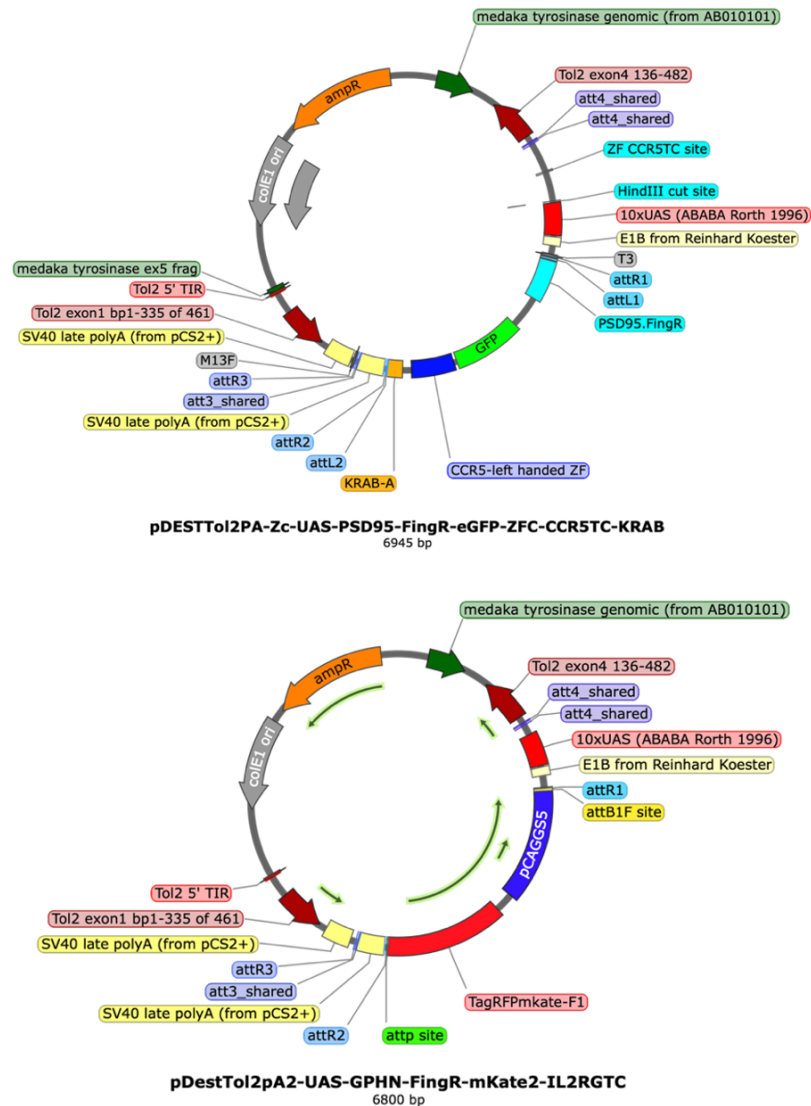 medaka tyrosinase genomic (from AB010101)
Tol2 exon4 136-482
ampR
att4_shared
att4_shared
ZF CCR5TC site
colE1 ori
HindIII cut site
10xUAS (ABABA Rorth 1996)
E1B from Reinhard Koester
T3
medaka tyrosinase ex5 frag
attR1
Tol2 5' TIR
attL1
Tol2 exon1 bp1-335 of 461
PSD95.FingR
SV40 late polyA (from pCS2+)
GFP
M13F
attR3
att3_shared
SV40 late polyA (from pCS2+)
attR2
attL2
CCR5-left handed ZF
KRAB-A
pDESTTol2PA-Zc-UAS-PSD95-FingR-eGFP-ZFC-CCR5TC-KRAB
6945 bp
medaka tyrosinase genomic (from AB010101)
ampR
Tol2 exon4 136-482
att4_shared
att4_shared
10xUAS (ABABA Rorth 1996)
colE1 ori
E1B from Reinhard Koester
attR1
attB1F site
pCAGGS5
Tol2 5' TIR
Tol2 exon1 bp1-335 of 461
SV40 late polyA (from pCS2+)
attR3
att3_shared
SV40 late polyA (from pCS2+)
TagRFPmkate-F1
attR2
attp site
pDestTol2pA2-UAS-GPHN-FingR-mKate2-IL2RGTC
6800 bp